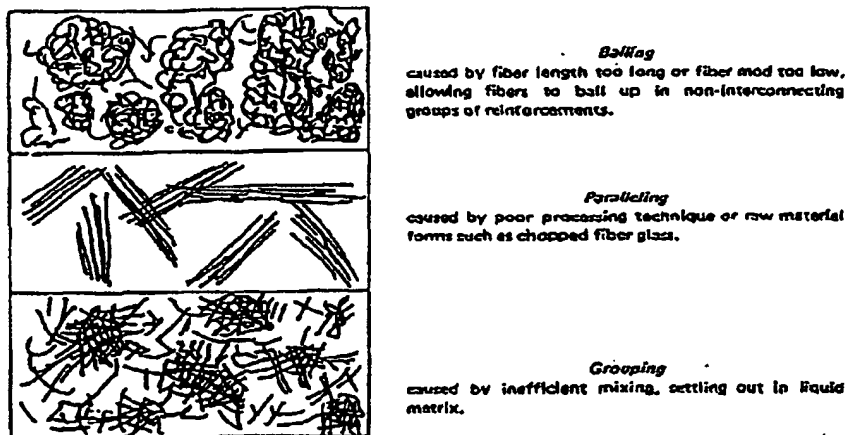 Balling
caused by fiber length too long or fiber mod too low,
allowing fibers to ball up in non-interconnecting
groups of reinforcements.
Paralleling
caused by poor processing technique or raw material
forms such as chopped fiber glass.
Grouping
caused by inefficient mixing, settling out in liquid
matrix.